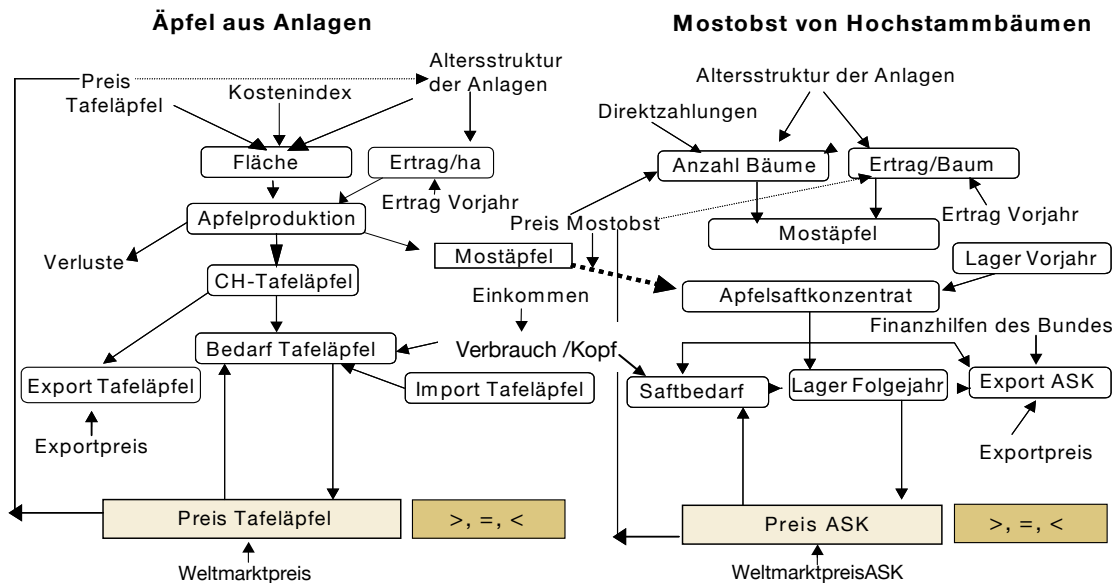 Äpfel aus Anlagen
Preis
Tafeläpfel
Kostenindex
Altersstruktur
der Anlagen
Fläche
Ertrag/ha
Ertrag Vorjahr
Apfelproduktion
Verluste
Mostäpfel
CH-Tafeläpfel
Einkommen
Bedarf Tafeläpfel
Verbrauch /Kopf
Export Tafeläpfel
Import Tafeläpfel
Exportpreis
Preis Tafeläpfel
>, =, <
Weltmarktpreis
Mostobst von Hochstammbäumen
Altersstruktur der Anlagen
Direktzahlungen
Anzahl Bäume
Ertrag/Baum
Ertrag Vorjahr
Preis Mostobst
Mostäpfel
Lager Vorjahr
Apfelsaftkonzentrat
Finanzhilfen des Bundes
Saftbedarf
Lager Folgejahr
Export ASK
Exportpreis
Preis ASK
>, =, <
WeltmarktpreisASK